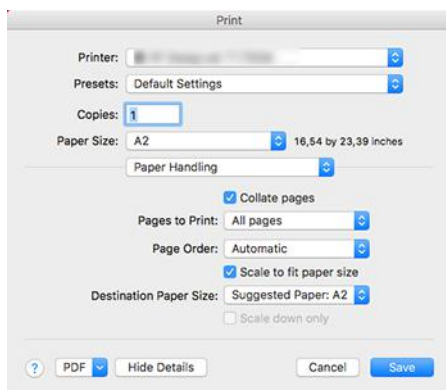 Print
Printer:
Presets: Default Settings
Copies: 1
Paper Size: A2 16,54 by 23,39 inches
Paper Handling
Collate pages
Pages to Print: All pages
Page Order: Automatic
Scale to fit paper size
Destination Paper Size: Suggested Paper: A2
Scale down only
? PDF Hide Details Cancel Save